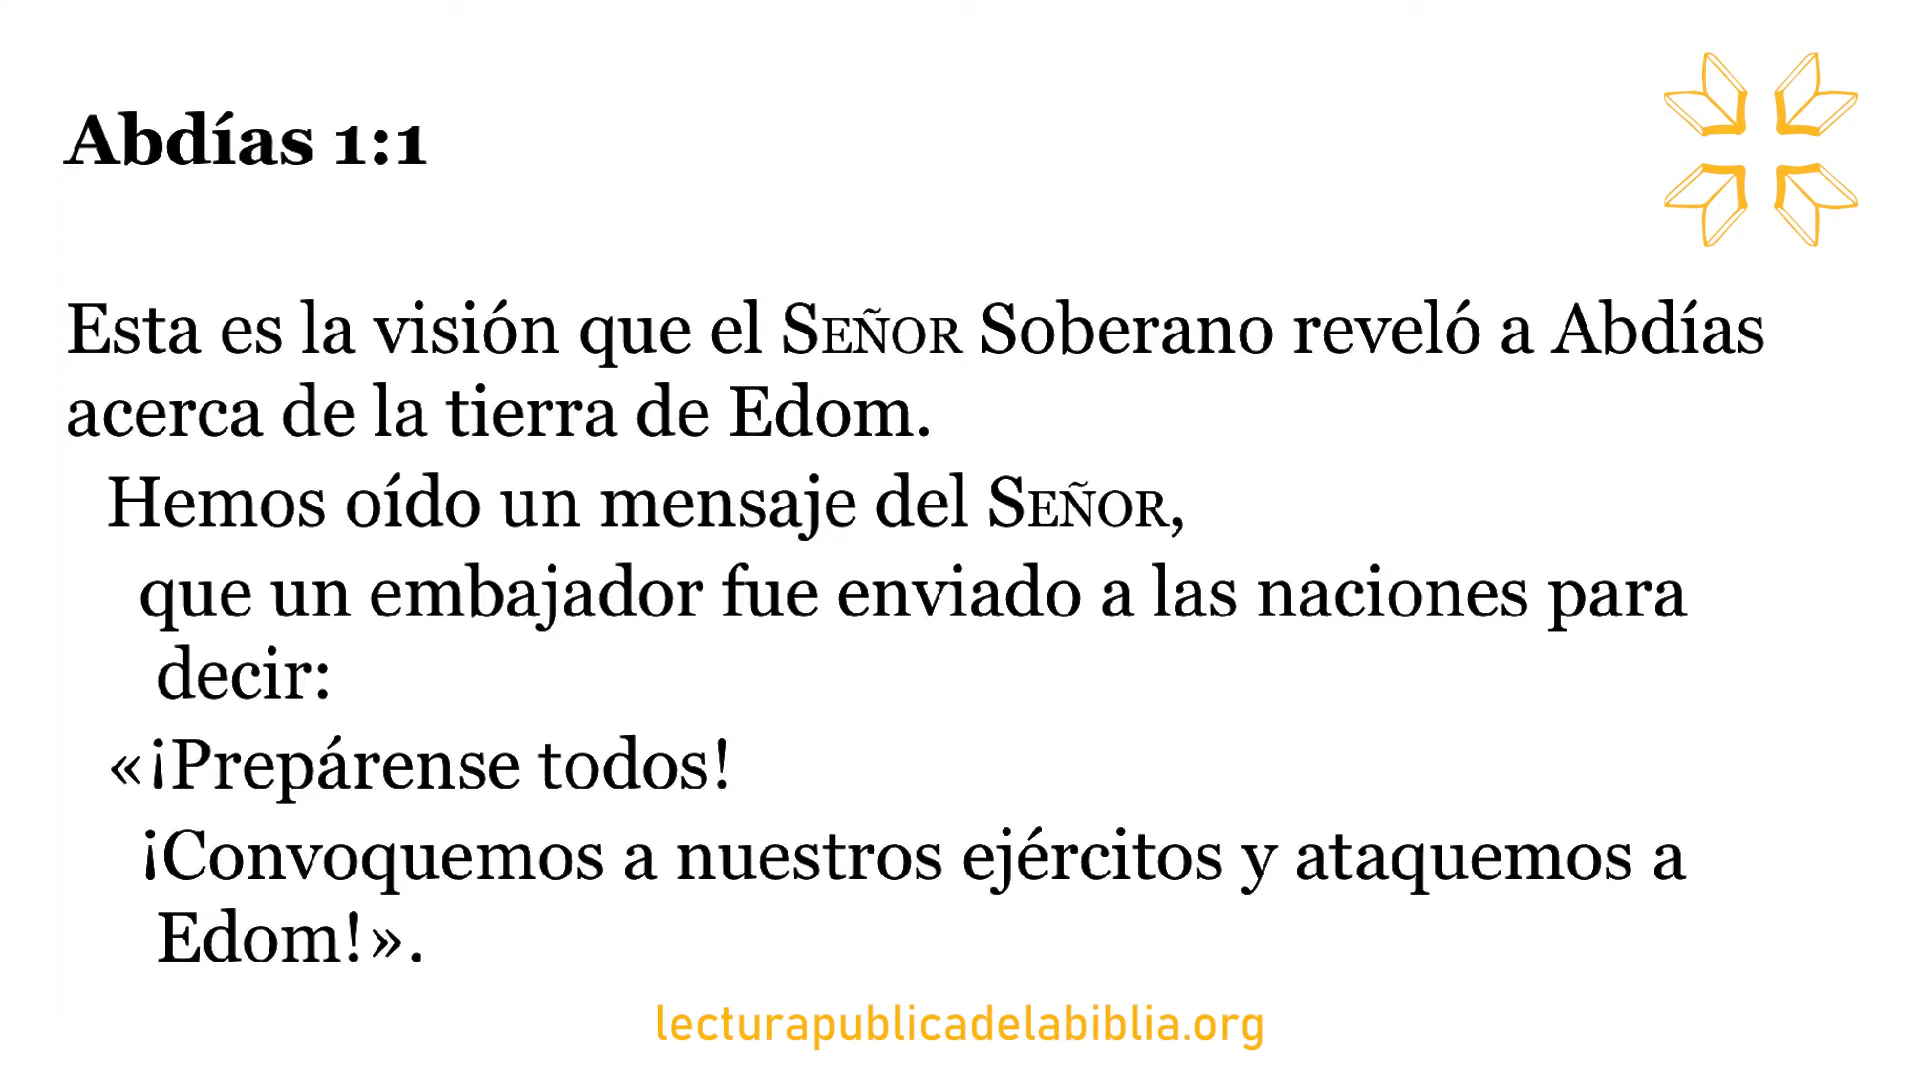 Abdías 1:1
Esta es la visión que el SEÑOR Soberano reveló a Abdías
acerca de la tierra de Edom.
Hemos oído un mensaje del SEÑOR,
que un embajador fue enviado a las naciones para
decir:
«¡Prepárense todos!
¡Convoquemos a nuestros ejércitos y ataquemos a
Edom!».
lecturapublicadelabiblia.org